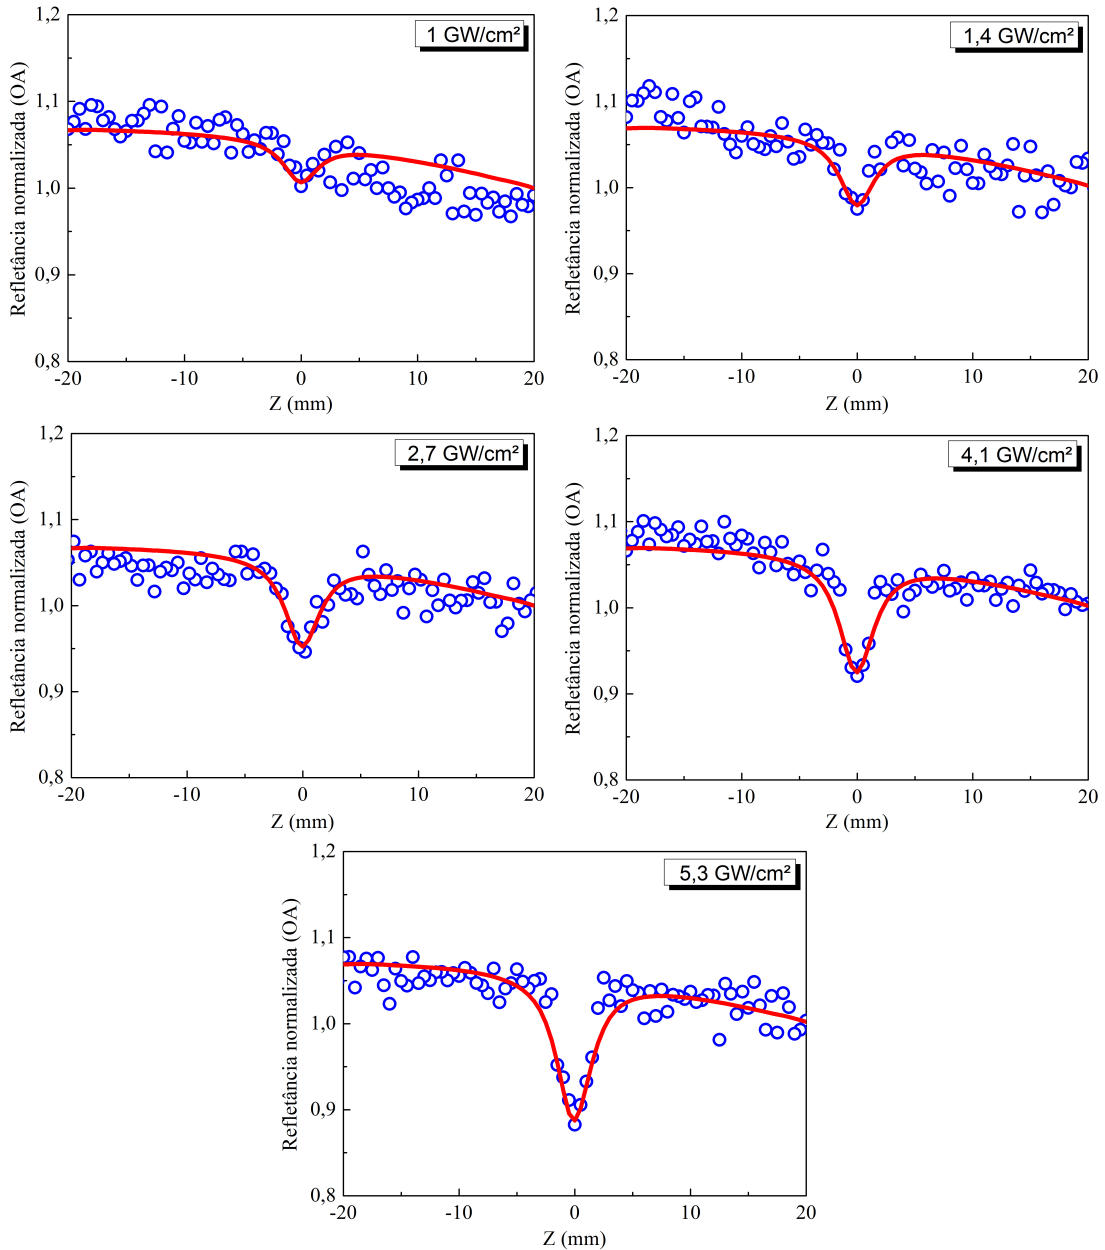 1,2
1,1
1,0
0,9
0,8
Refletância normalizada (OA)
1 GW/cm²
-20 -10 0 10 20
Z (mm)
1,2
1,1
1,0
0,9
0,8
Refletância normalizada (OA)
1,4 GW/cm²
-20 -10 0 10 20
Z (mm)
1,2
1,1
1,0
0,9
0,8
Refletância normalizada (OA)
2,7 GW/cm²
-20 -10 0 10 20
Z (mm)
1,2
1,1
1,0
0,9
0,8
Refletância normalizada (OA)
4,1 GW/cm²
-20 -10 0 10 20
Z (mm)
1,2
1,1
1,0
0,9
0,8
Refletância normalizada (OA)
5,3 GW/cm²
-20 -10 0 10 20
Z (mm)